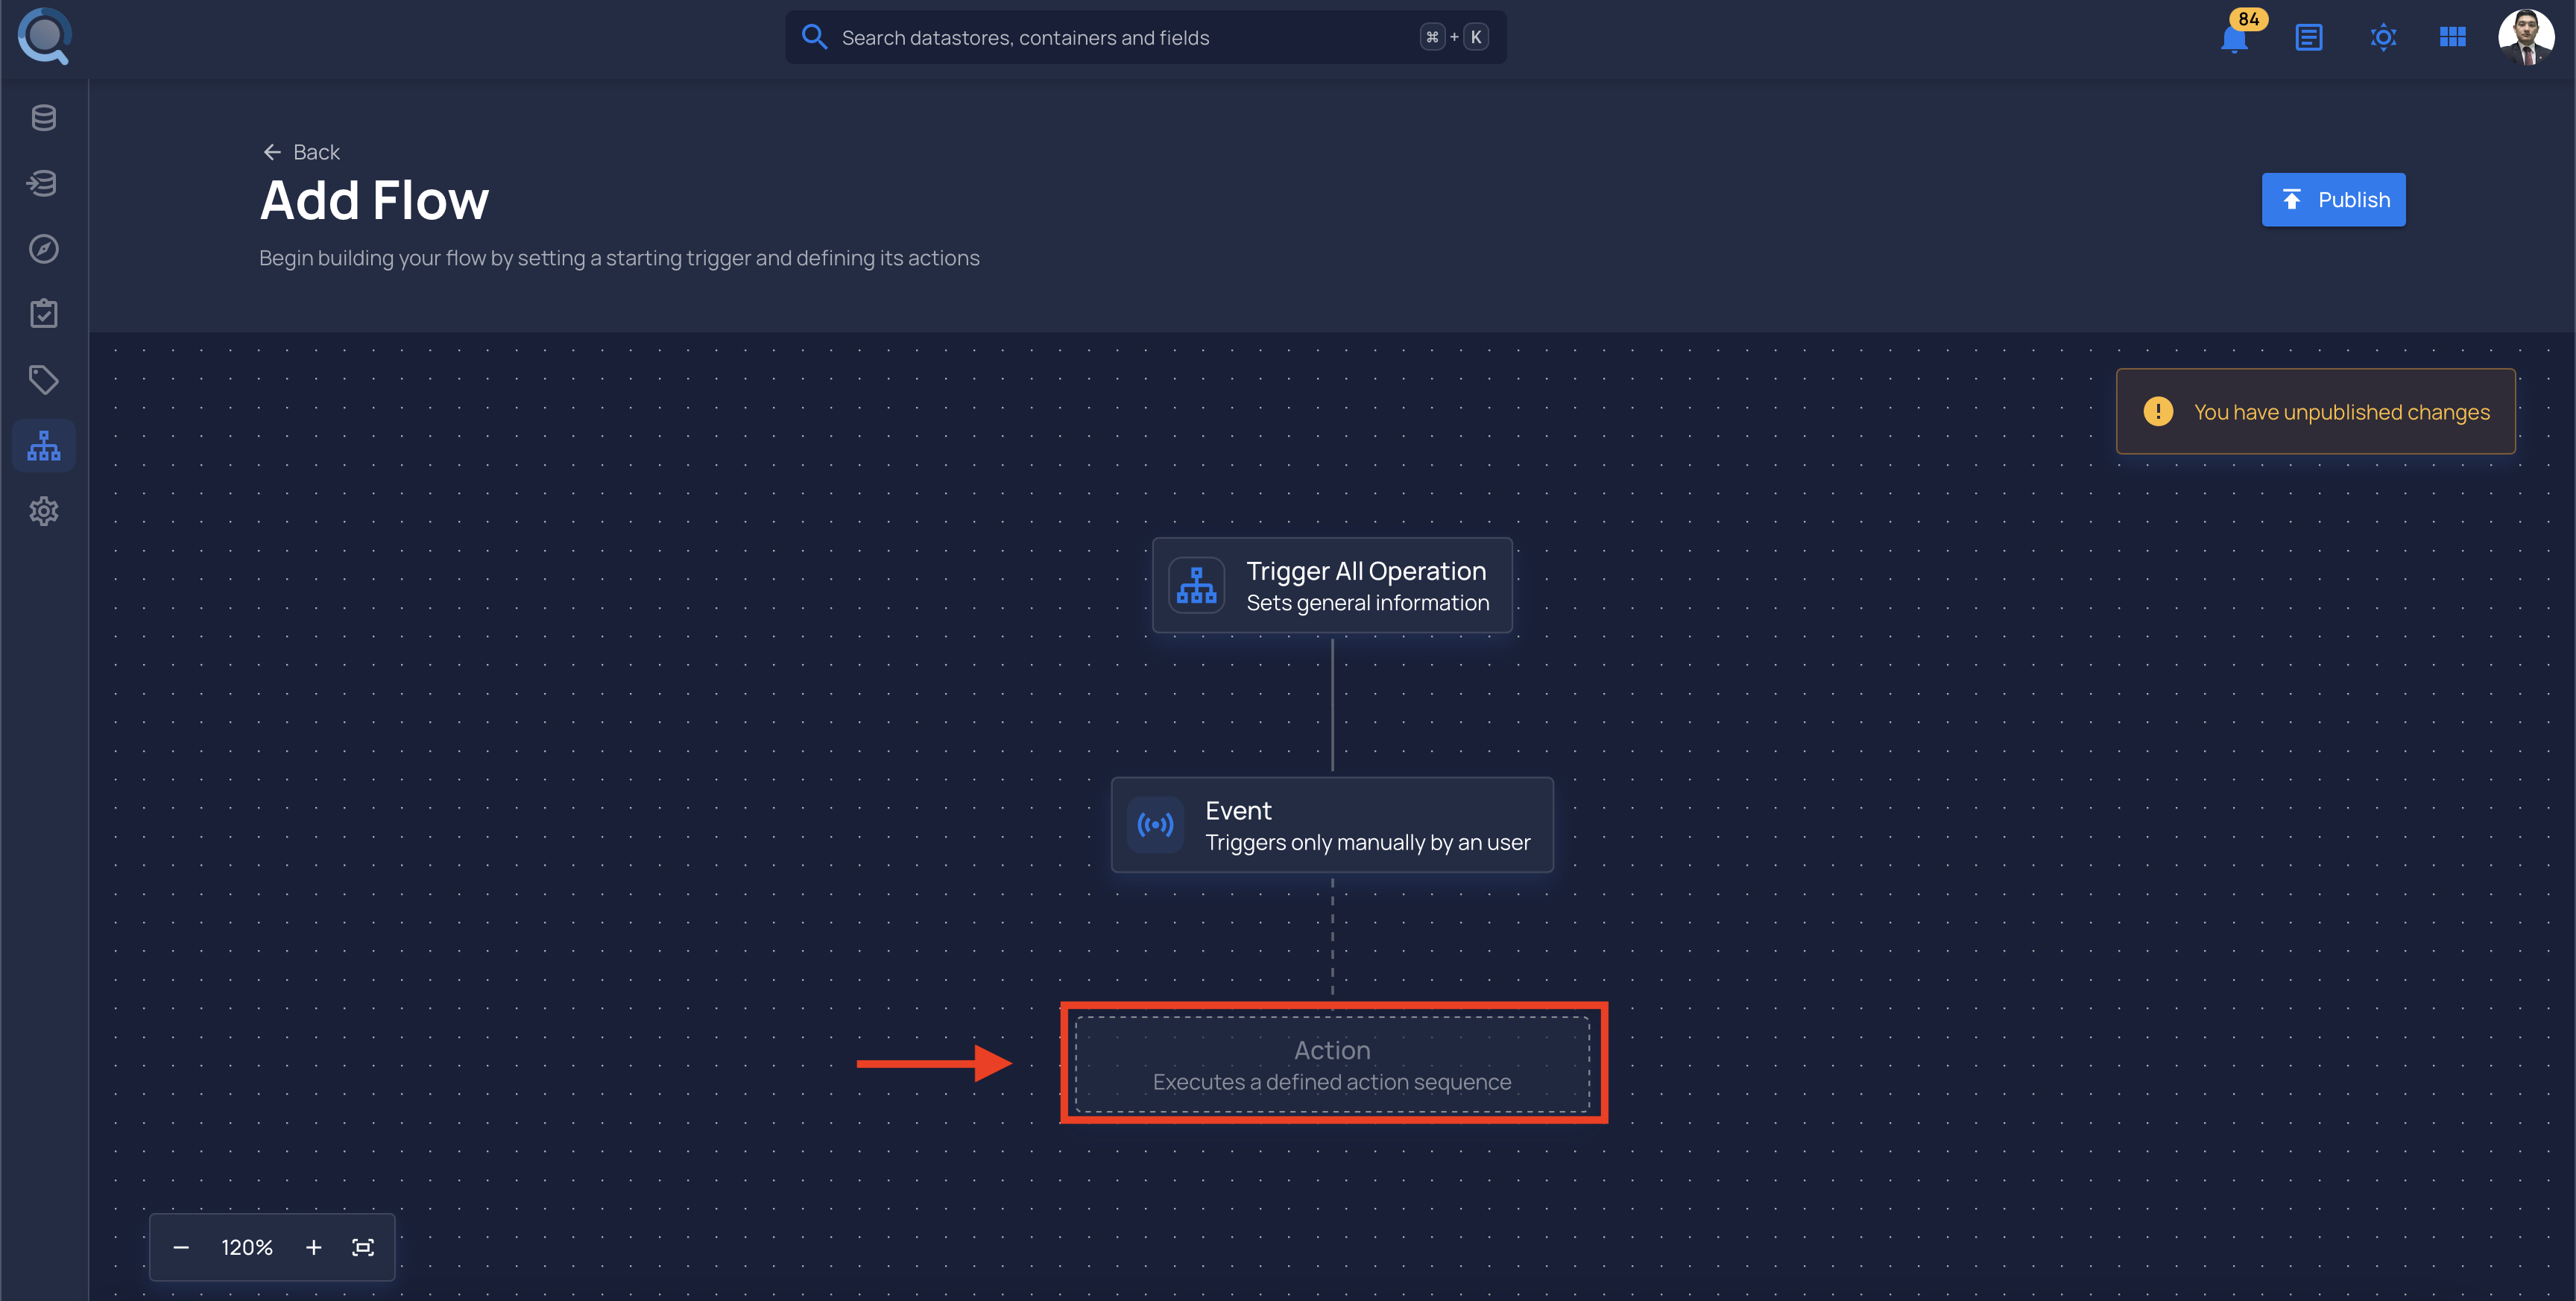 Search datastores, containers and fields
⌘ + K
84
Back
Add Flow
Publish
Begin building your flow by setting a starting trigger and defining its actions
You have unpublished changes
Trigger All Operation
Sets general information
Event
Triggers only manually by an user
Action
Executes a defined action sequence
120%